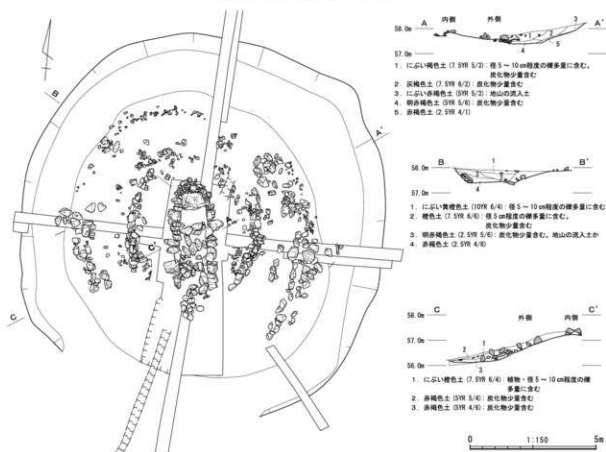 A
A'
内側
外側
58.0m
57.0m
1
2
3
4
5
1. にぶい褐色土 (7.5YR 5/3)：径5～10㎝程度の礫多量に含む。
炭化物少量含む
2. 灰褐色土 (7.5YR 6/2)：炭化物少量含む
3. にぶい赤褐色土 (5YR 5/3)：地山の流入土
4. 明赤褐色土 (5YR 5/6)：炭化物少量含む
5. 赤褐色土 (2.5YR 4/1)
B
B'
58.0m
57.0m
1
4
1. にぶい黄橙色土 (10YR 6/4)：径5～10㎝程度の礫多量に含む
2. 橙色土 (7.5YR 6/6)：径5㎝程度の礫多量に含む。
炭化物少量含む
3. 明赤褐色土 (2.5YR 5/6)：炭化物少量含む。地山の流入土か
4. 赤褐色土 (2.5YR 4/6)
C
C'
外側
内側
58.0m
57.0m
56.0m
1
2
3
1. にぶい橙色土 (7.5YR 6/4)：植物・径5～10㎝程度の礫
多量に含む
2. 赤褐色土 (5YR 5/4)：炭化物少量含む
3. 赤褐色土 (5YR 4/6)：炭化物少量含む
0
1:150
5m
B
A'
A
C'
C